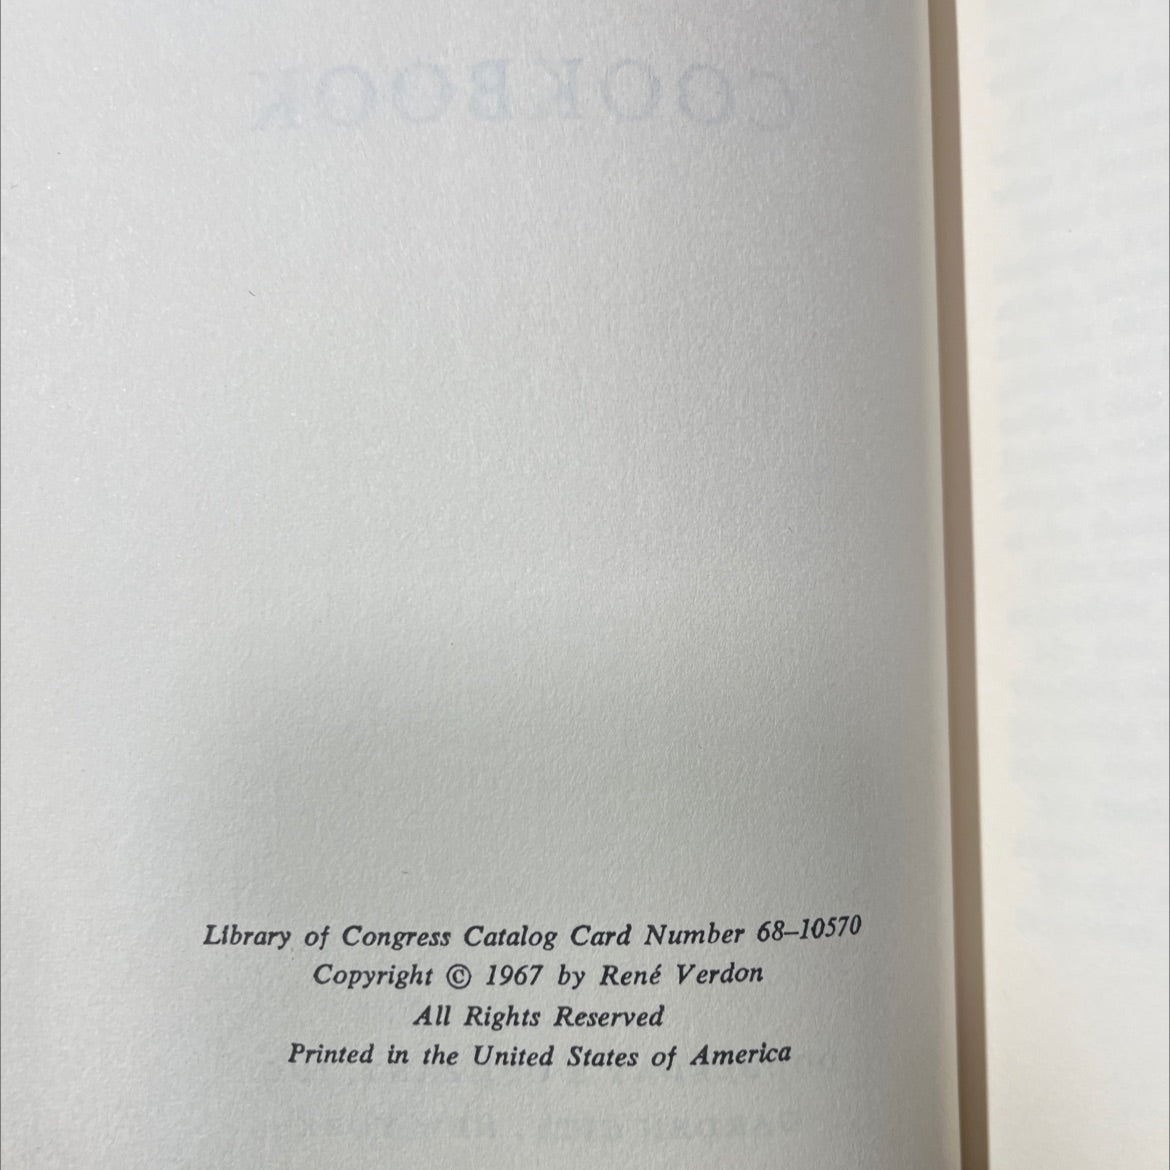 COOKBOOK
Library of Congress Catalog Card Number 68–10570
Copyright © 1967 by René Verdon
All Rights Reserved
Printed in the United States of America